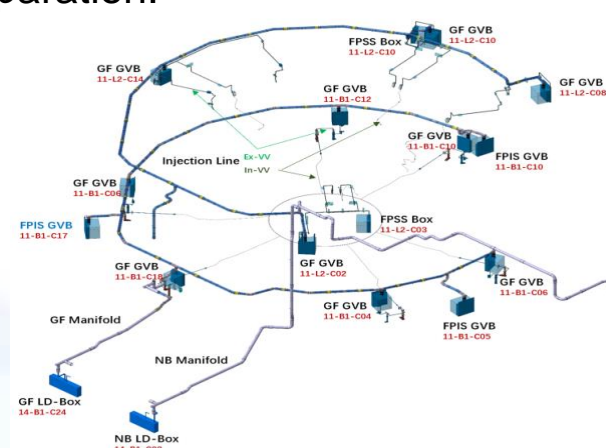 paration.
GF GVB
11-L2-C10
FPSS Box
11-L2-C10
GF GVB
11-L2-C14
GF GVB
11-L2-C08
GF GVB
11-B1-C12
GF GVB
11-B1-C10
Injection Line
Ex-VV
In-VV
FPIS GVB
11-B1-C10
GF GVB
11-B1-C06
FPIS GVB
11-B1-C17
FPSS Box
11-L2-C03
GF GVB
11-L2-C02
GF GVB
11-B1-C18
GF GVB
11-B1-C06
GF GVB
11-B1-C04
FPIS GVB
11-B1-C05
GF Manifold
NB Manifold
GF LD-Box
14-B1-C24
NB LD-Box